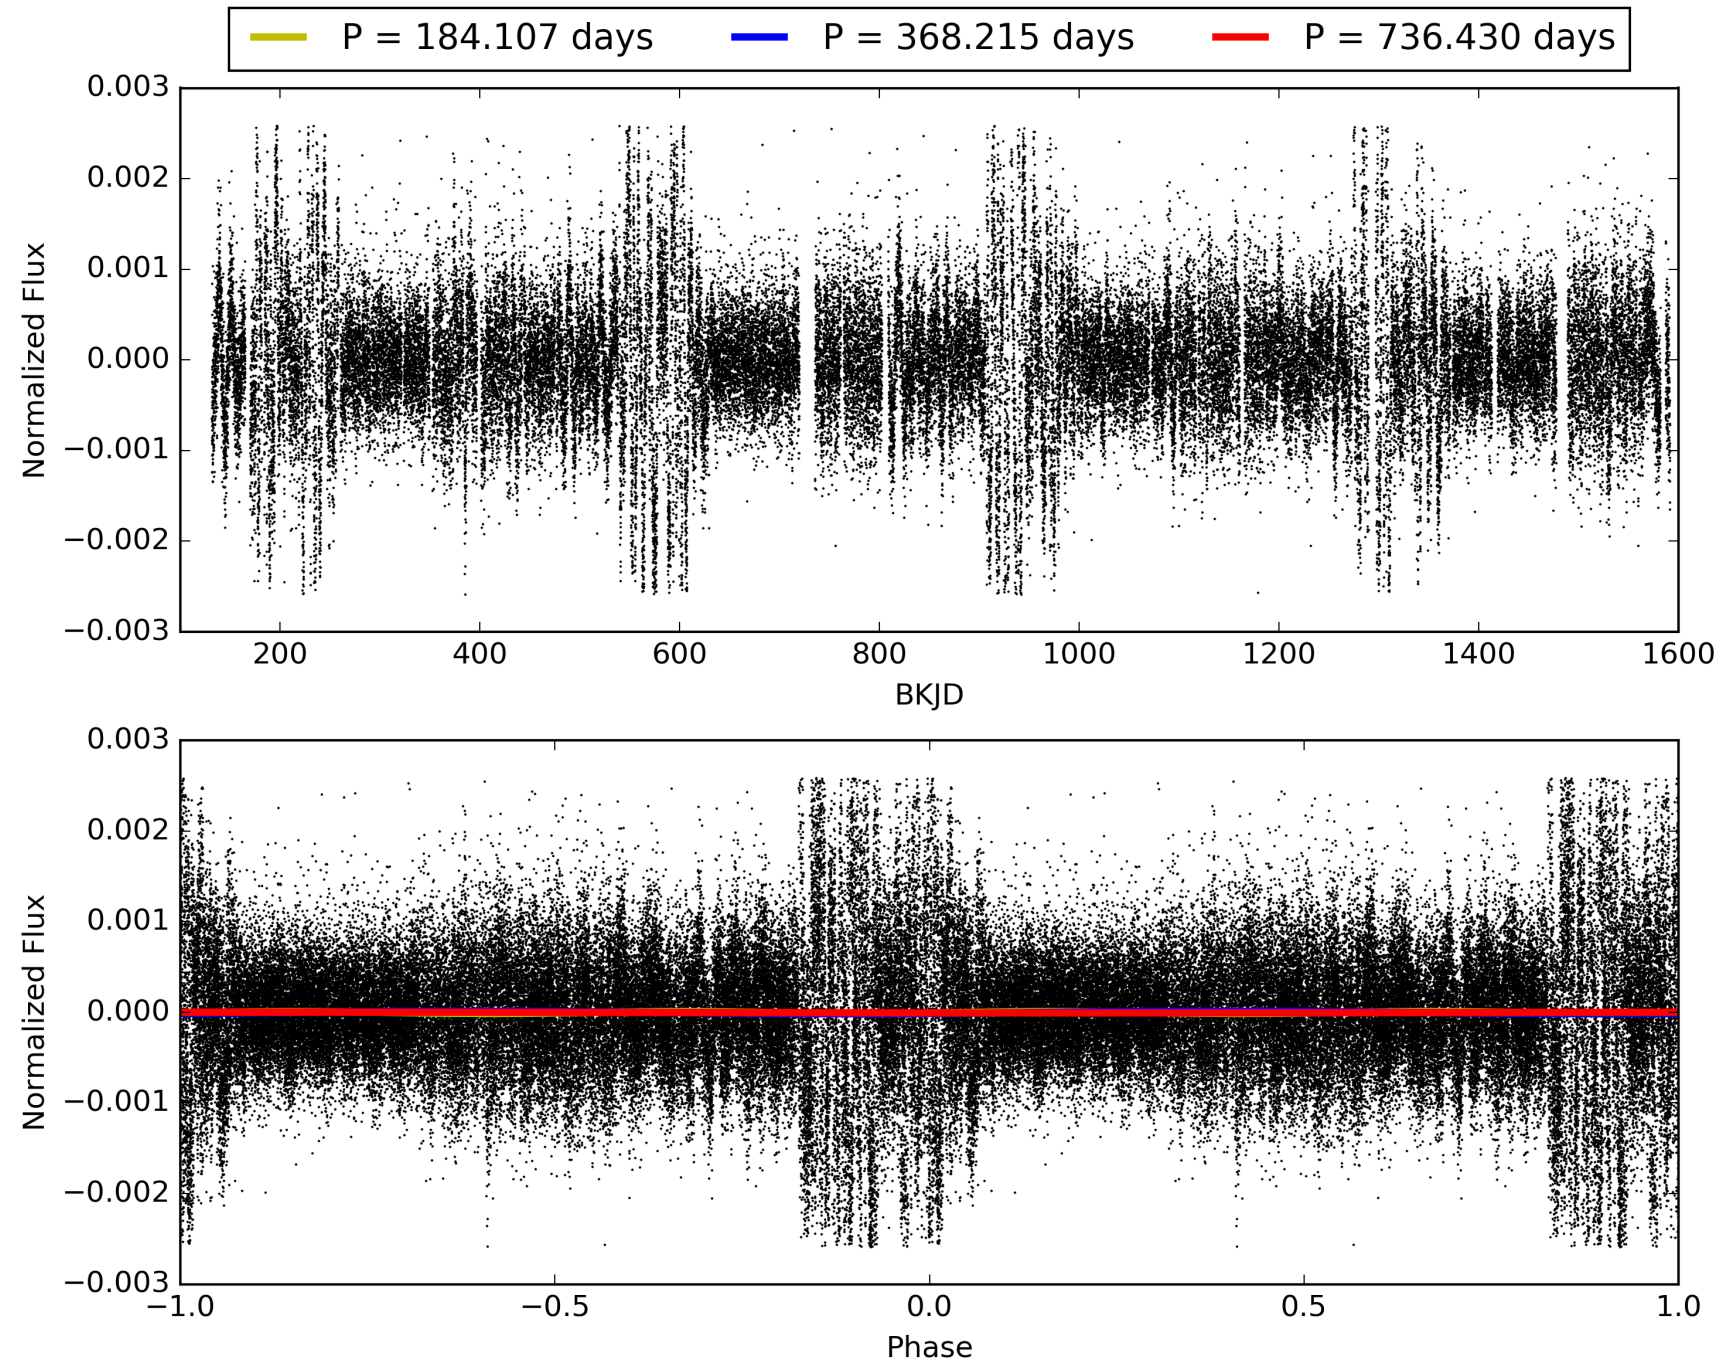 P = 184.107 days P = 368.215 days P = 736.430 days
0.003
0.002
0.001
0.000
−0.001
−0.002
−0.003
Normalized Flux
200 400 600 800 1000 1200 1400 1600
BKJD
0.003
0.002
0.001
0.000
−0.001
−0.002
−0.003
Normalized Flux
−1.0 −0.5 0.0 0.5 1.0
Phase